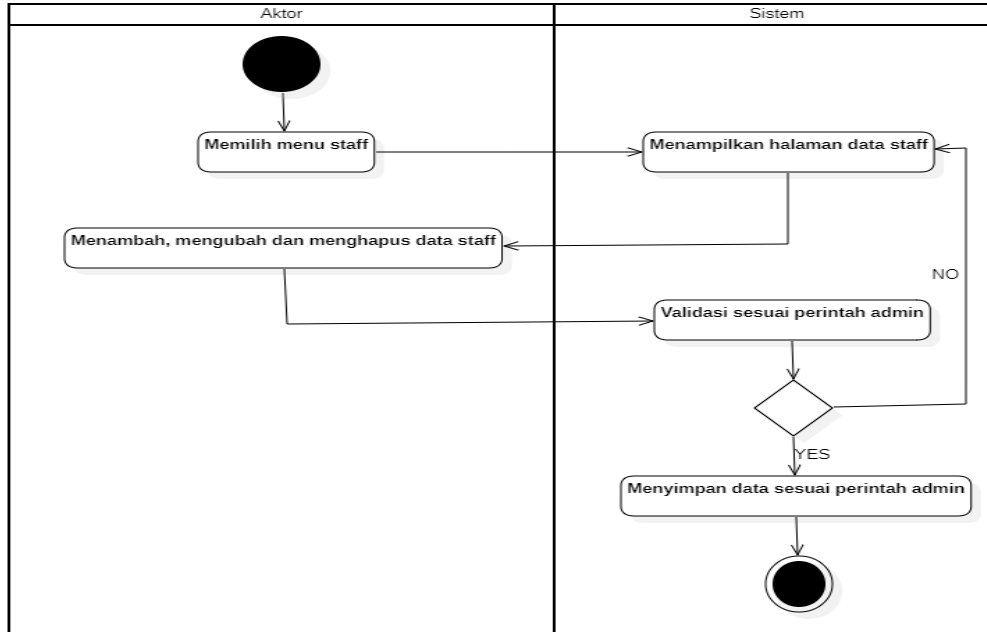 Aktor
Sistem
Memilih menu staff
Menampilkan halaman data staff
Menambah, mengubah dan menghapus data staff
NO
Validasi sesuai perintah admin
YES
Menyimpan data sesuai perintah admin